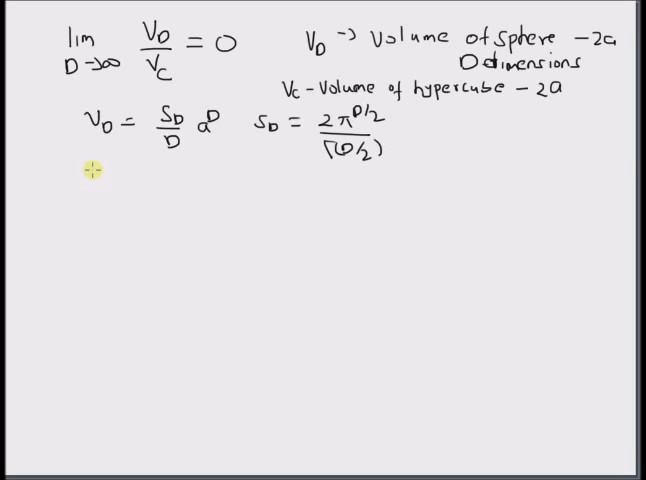 lim D→∞ V_D/V_C = 0 V_D → Volume of sphere - 2a
D dimensions
V_C - Volume of hypercube - 2a
V_D = S_D/D a^D S_D = 2π^{D/2}/Γ(D/2)